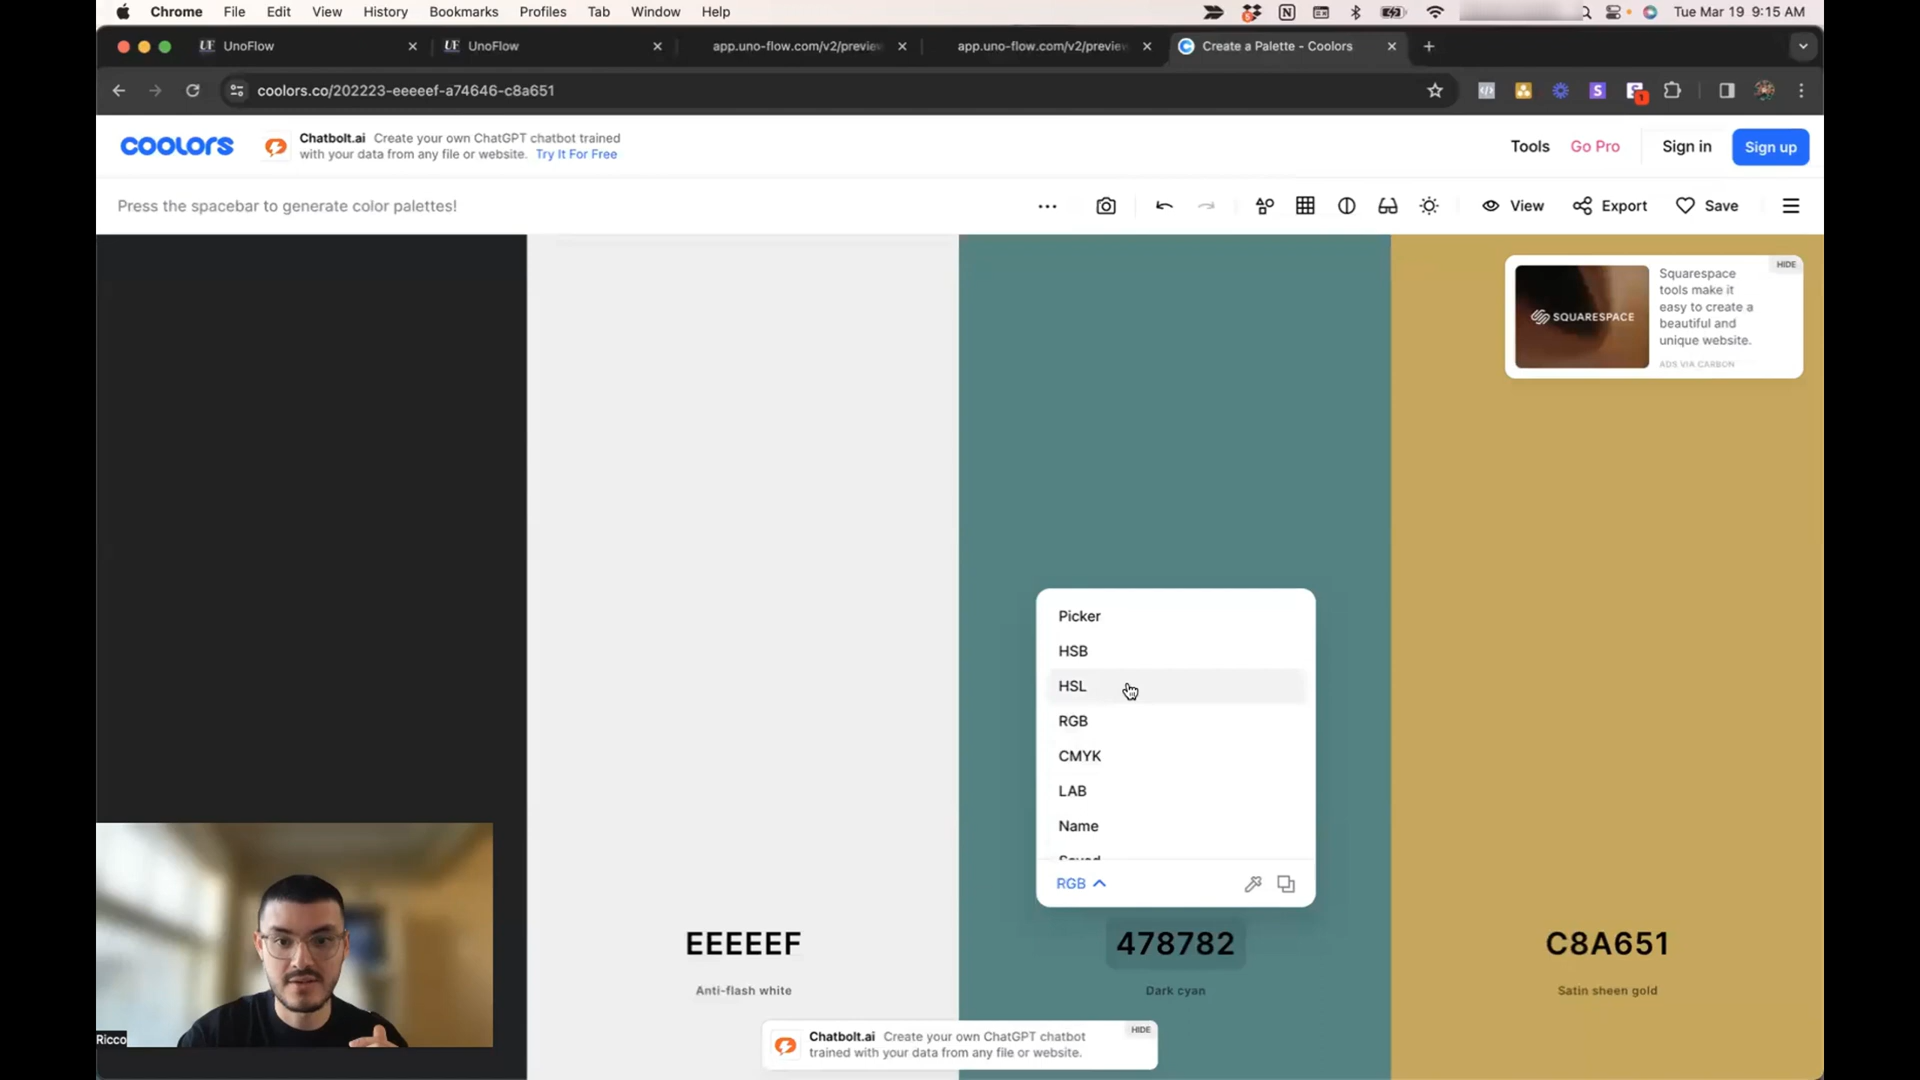 Chrome File Edit View History Bookmarks Profiles Tab Window Help Tue Mar 19 9:15 AM
UF UnoFlow UF UnoFlow app.uno-flow.com/v2/preview app.uno-flow.com/v2/preview Create a Palette - Coolors
coolors.co/202223-eeeeef-a74646-c8a651 S 1
coolors Chatbolt.ai Create your own ChatGPT chatbot trained
with your data from any file or website. Try It For Free
Tools Go Pro Sign in Sign up
Press the spacebar to generate color palettes! View Export Save
HIDE
SQUARESPACE
Squarespace
tools make it
easy to create a
beautiful and
unique website.
ADS VIA CARBON
Picker
HSB
HSL
RGB
CMYK
LAB
Name
Saved
RGB
EEEEEF 478782 C8A651
Anti-flash white Dark cyan Satin sheen gold
Ricco
Chatbolt.ai Create your own ChatGPT chatbot
trained with your data from any file or website.
HIDE